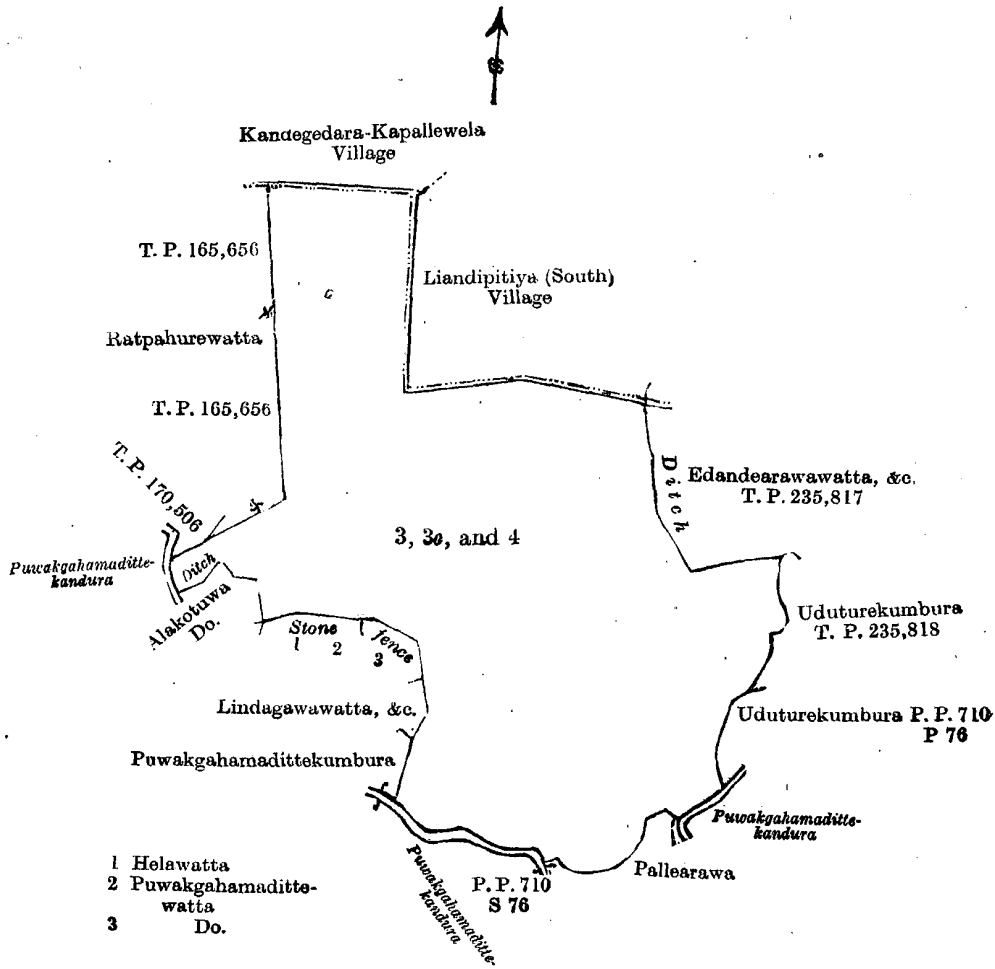 Kandegedara-Kapallewela
Village
T. P. 165,656
Liandipitiya (South)
Village
Ratpahurewatta
T. P. 165,656
T. P. 170,506
Ditch
Edandearawawatta, &c.
T. P. 235,817
3, 3a, and 4
Puwakgahamaditte-
kandura
Ditch
Alakotuwa
Do.
Uduturekumbura
T. P. 235,818
Stone fence
1 2 3
Lindagawawatta, &c.
Uduturekumbura P. P. 710
P 76
Puwakgahamadittekumbura
Puwakgahamaditte-
kandura
Pallearawa
Puwakgahamaditte-
kandura
P. P. 710
S 76
1 Helawatta
2 Puwakgahamaditte-
watta
3 Do.